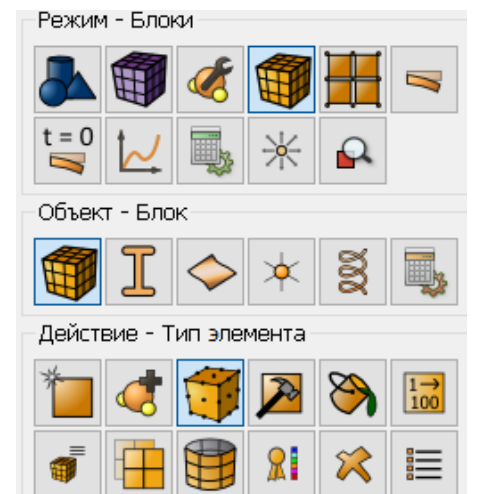 Режим - Блоки
t = 0
Объект - Блок
Действие - Тип элемента
1→
100